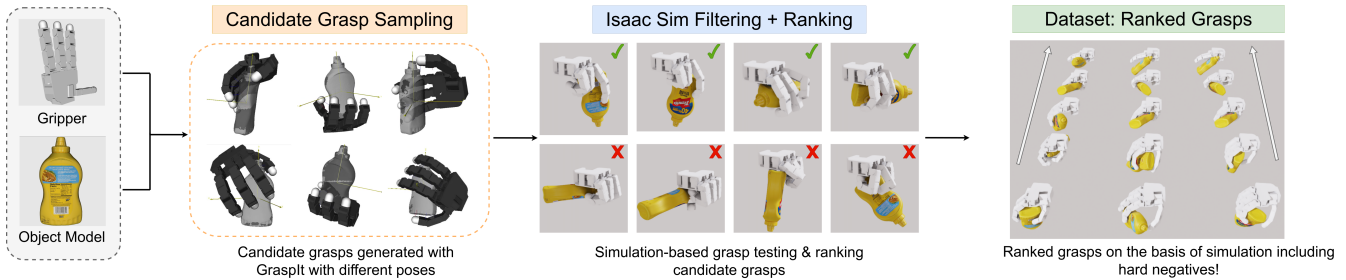 Candidate Grasp Sampling
Isaac Sim Filtering + Ranking
Dataset: Ranked Grasps
Gripper
Object Model
Candidate grasps generated with
GraspIt with different poses
Simulation-based grasp testing & ranking
candidate grasps
Ranked grasps on the basis of simulation including
hard negatives!